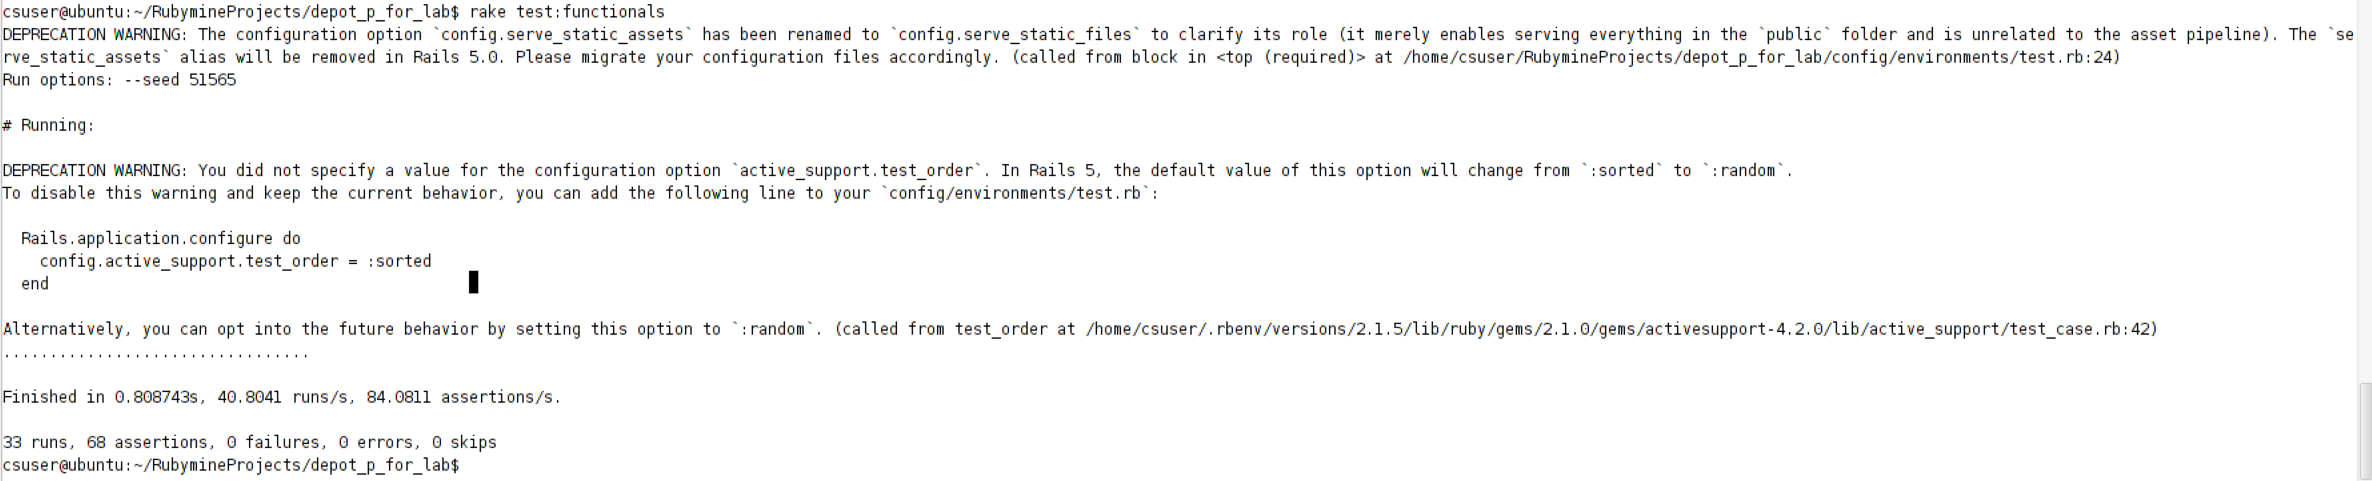 csuser@ubuntu:~/RubymineProjects/depot_p_for_lab$ rake test:functionals
DEPRECATION WARNING: The configuration option `config.serve_static_assets` has been renamed to `config.serve_static_files` to clarify its role (it merely enables serving everything in the `public` folder and is unrelated to the asset pipeline). The `se
rve_static_assets` alias will be removed in Rails 5.0. Please migrate your configuration files accordingly. (called from block in <top (required)> at /home/csuser/RubymineProjects/depot_p_for_lab/config/environments/test.rb:24)
Run options: --seed 51565
# Running:
DEPRECATION WARNING: You did not specify a value for the configuration option `active_support.test_order`. In Rails 5, the default value of this option will change from `:sorted` to `:random`.
To disable this warning and keep the current behavior, you can add the following line to your `config/environments/test.rb`:
Rails.application.configure do
config.active_support.test_order = :sorted
end
Alternatively, you can opt into the future behavior by setting this option to `:random`. (called from test_order at /home/csuser/.rbenv/versions/2.1.5/lib/ruby/gems/2.1.0/gems/activesupport-4.2.0/lib/active_support/test_case.rb:42)
.................................
Finished in 0.808743s, 40.8041 runs/s, 84.0811 assertions/s.
33 runs, 68 assertions, 0 failures, 0 errors, 0 skips
csuser@ubuntu:~/RubymineProjects/depot_p_for_lab$